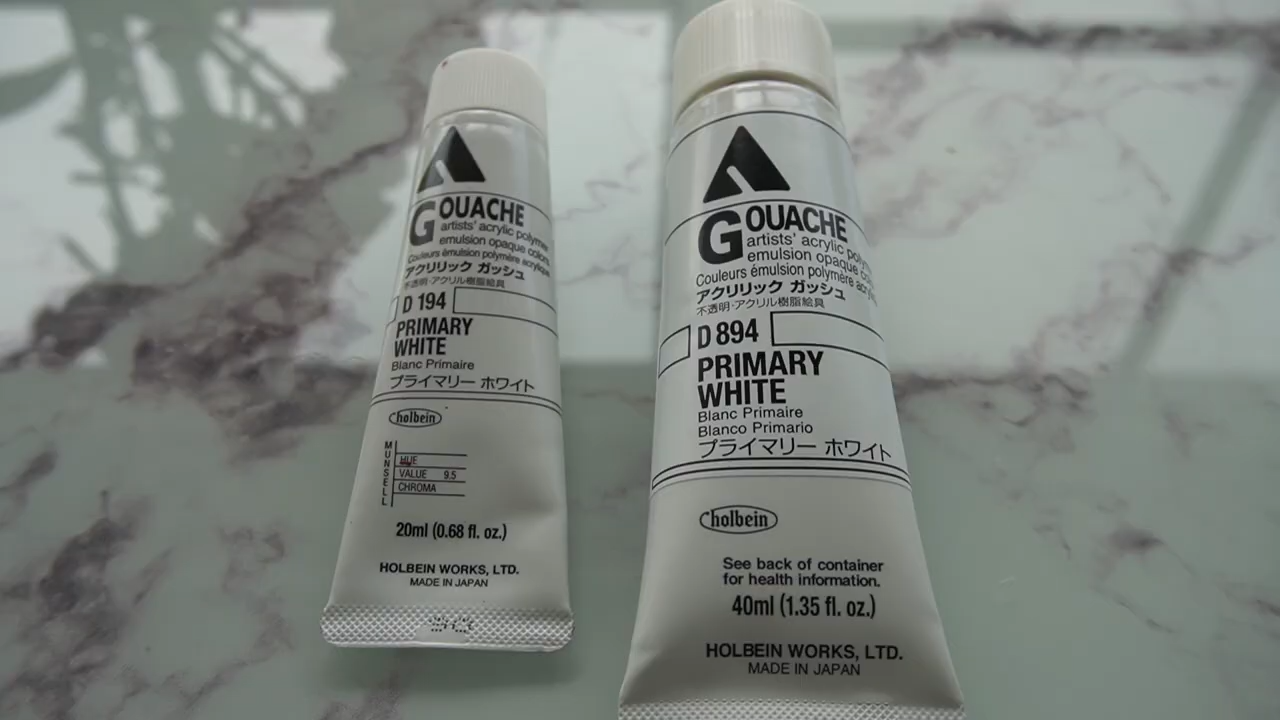 GOUACHE
artists' acrylic polymer
emulsion opaque colors
Couleurs émulsion polymère acrylique
アクリリック ガッシュ
不透明・アクリル樹脂絵具
D 194
PRIMARY
WHITE
Blanc Primaire
プライマリー ホワイト
holbein
MUNSELL
HUE
VALUE 9.5
CHROMA
20ml (0.68 fl. oz.)
HOLBEIN WORKS, LTD.
MADE IN JAPAN
GOUACHE
artists' acrylic
emulsion opaque
Couleurs émulsion polymère
アクリリック ガッシュ
不透明・アクリル樹脂絵具
D 894
PRIMARY
WHITE
Blanc Primaire
Blanco Primario
プライマリー ホワイト
holbein
See back of container
for health information.
40ml (1.35 fl. oz.)
HOLBEIN WORKS, LTD.
MADE IN JAPAN